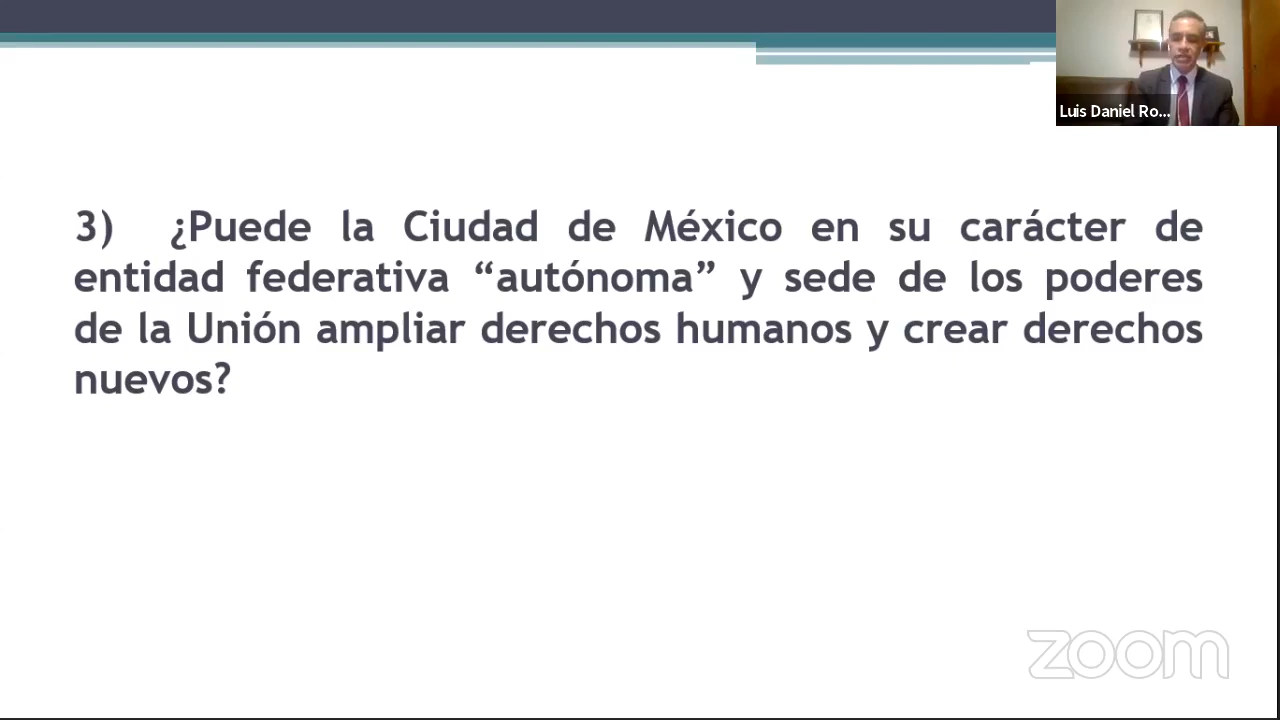 Luis Daniel Ro...
3) ¿Puede la Ciudad de México en su carácter de
entidad federativa “autónoma” y sede de los poderes
de la Unión ampliar derechos humanos y crear derechos
nuevos?
zoom